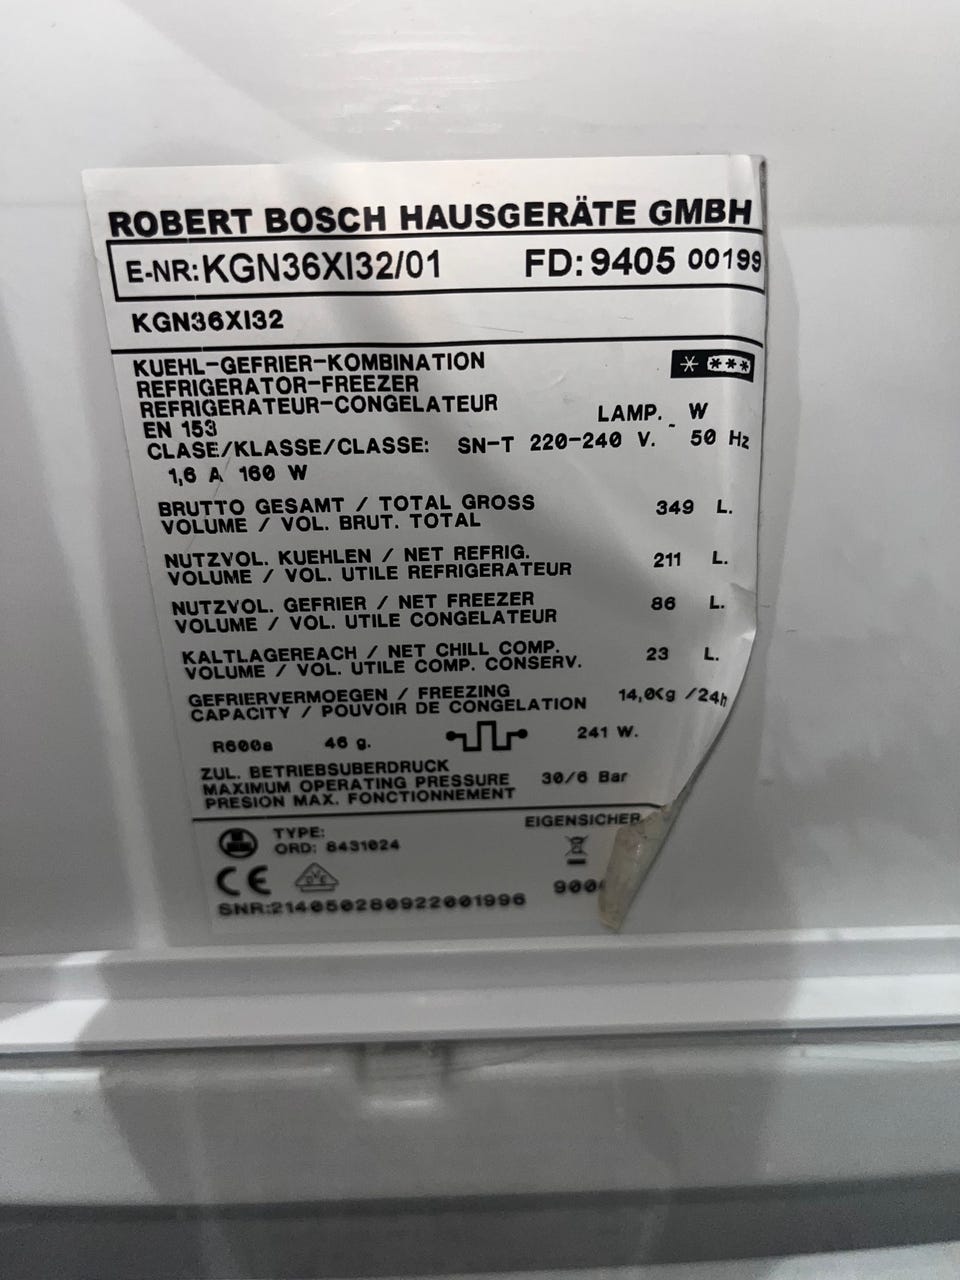 ROBERT BOSCH HAUSGERÄTE GMBH
E-NR:KGN36XI32/01 FD:9405 00199
KGN36XI32
KUEHL-GEFRIER-KOMBINATION
REFRIGERATOR-FREEZER
REFRIGERATEUR-CONGELATEUR
EN 153 LAMP. W
CLASE/KLASSE/CLASSE: SN-T 220-240 V. 50 Hz
1,6 A 160 W
BRUTTO GESAMT / TOTAL GROSS
VOLUME / VOL. BRUT. TOTAL 349 L.
NUTZVOL. KUEHLEN / NET REFRIG.
VOLUME / VOL. UTILE REFRIGERATEUR 211 L.
NUTZVOL. GEFRIER / NET FREEZER
VOLUME / VOL. UTILE CONGELATEUR 86 L.
KALTLAGEREACH / NET CHILL COMP.
VOLUME / VOL. UTILE COMP. CONSERV. 23 L.
GEFRIERVERMOEGEN / FREEZING
CAPACITY / POUVOIR DE CONGELATION 14,0Kg /24h
R600a 46 g. 241 W.
ZUL. BETRIEBSUBERDRUCK
MAXIMUM OPERATING PRESSURE 30/6 Bar
PRESION MAX. FONCTIONNEMENT
EIGENSICHER
TYPE:
ORD: 8431024
CE VDE
SNR:214050280922001996